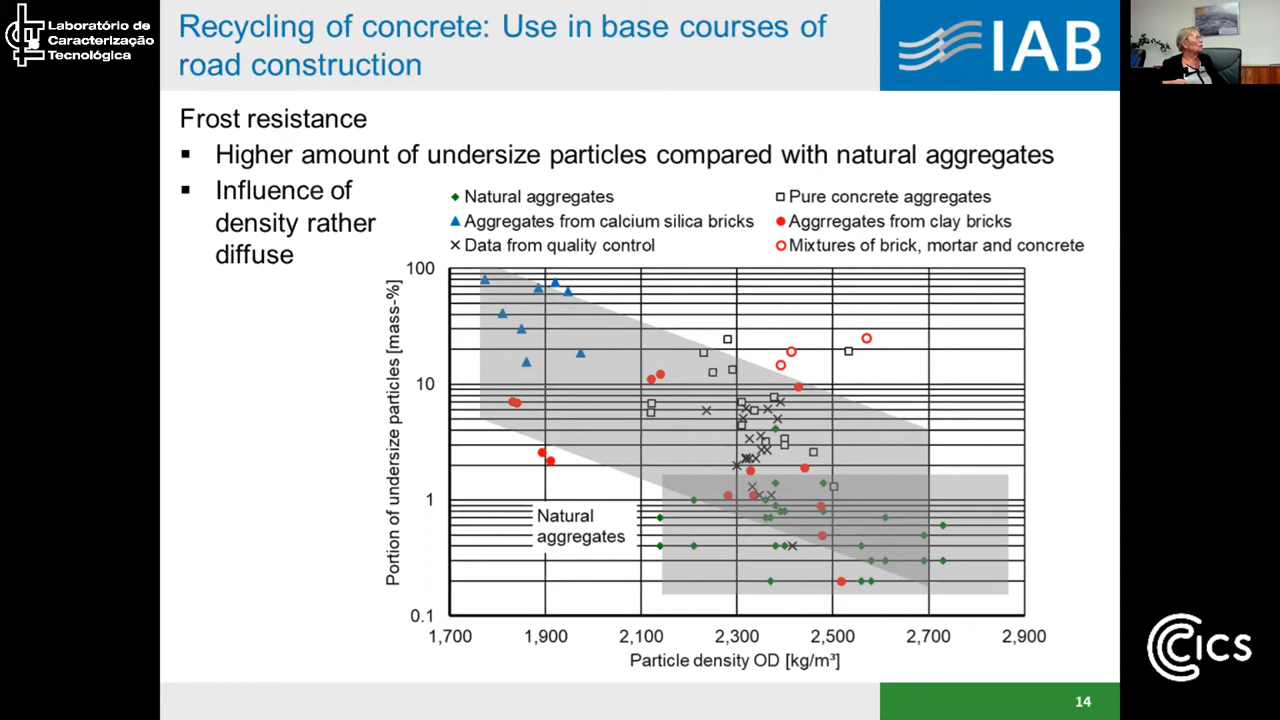 Laboratório de
Caracterização
Tecnológica
Recycling of concrete: Use in base courses of
road construction
IAB
Frost resistance
▪ Higher amount of undersize particles compared with natural aggregates
▪ Influence of
density rather
diffuse
Natural aggregates
Pure concrete aggregates
Aggregates from calcium silica bricks
Aggrregates from clay bricks
Data from quality control
Mixtures of brick, mortar and concrete
Portion of undersize particles [mass-%]
100
10
1
0.1
Natural
aggregates
1,700 1,900 2,100 2,300 2,500 2,700 2,900
Particle density OD [kg/m³]
CICS
14